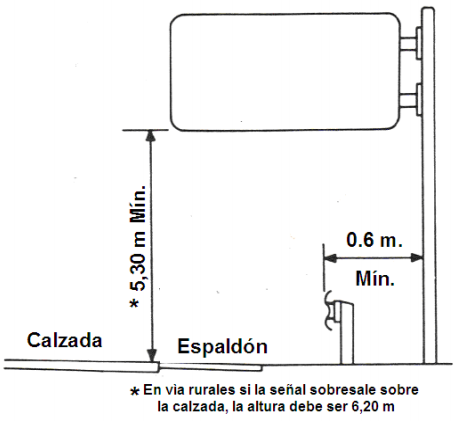 * 5,30 m Mín.
0.6 m.
Mín.
Calzada
Espaldón
* En via rurales si la señal sobresale sobre
la calzada, la altura debe ser 6,20 m